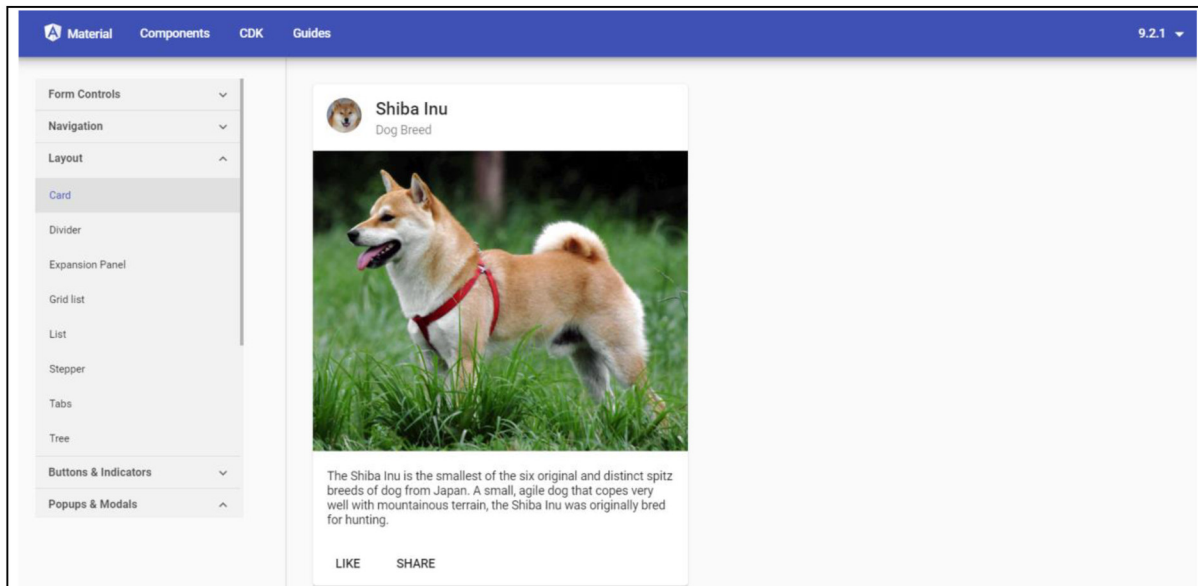 Material Components CDK Guides 9.2.1
Form Controls
Navigation
Layout
Card
Divider
Expansion Panel
Grid list
List
Stepper
Tabs
Tree
Buttons & Indicators
Popups & Modals
Shiba Inu
Dog Breed
The Shiba Inu is the smallest of the six original and distinct spitz
breeds of dog from Japan. A small, agile dog that copes very
well with mountainous terrain, the Shiba Inu was originally bred
for hunting.
LIKE SHARE